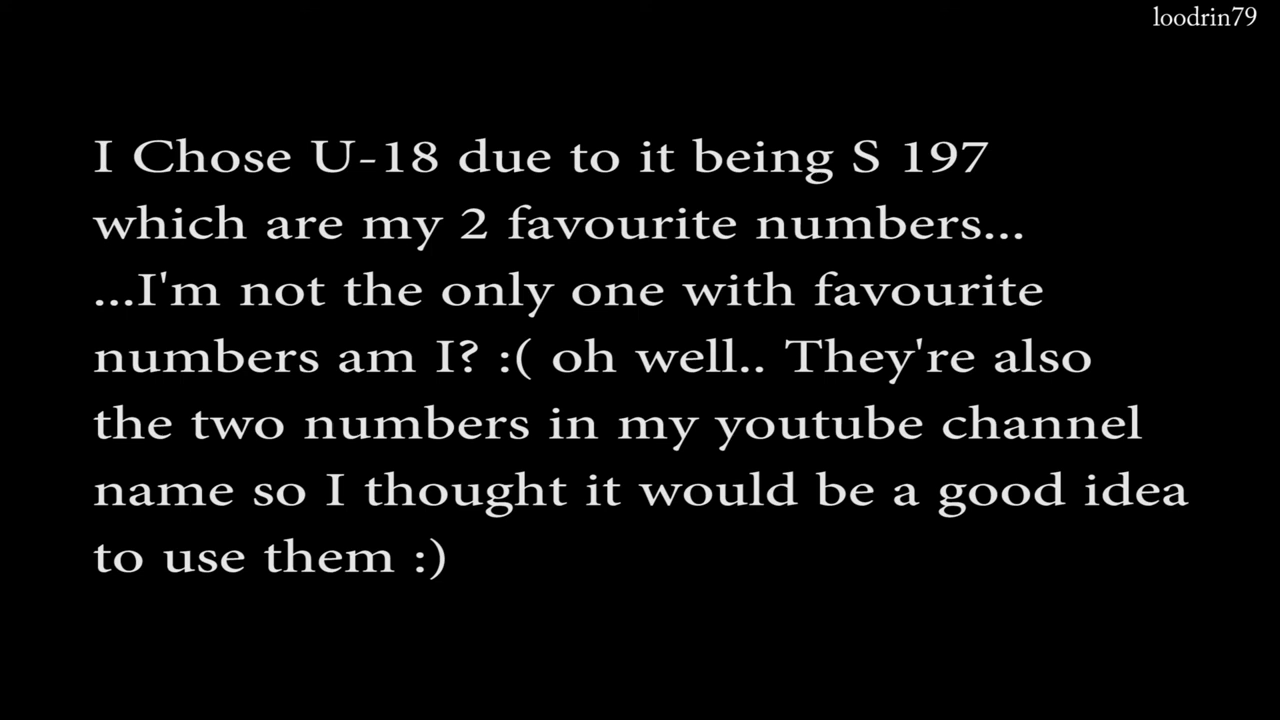 loodrin79
I Chose U-18 due to it being S 197
which are my 2 favourite numbers...
...I'm not the only one with favourite
numbers am I? :( oh well.. They're also
the two numbers in my youtube channel
name so I thought it would be a good idea
to use them :)